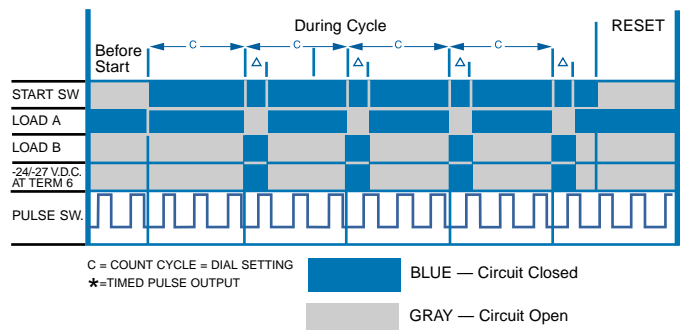 During Cycle
RESET
Before
Start
C
C
C
C
△
△
△
△
START SW
LOAD A
LOAD B
-24/-27 V.D.C.
AT TERM 6
PULSE SW.
C = COUNT CYCLE = DIAL SETTING
*=TIMED PULSE OUTPUT
BLUE — Circuit Closed
GRAY — Circuit Open